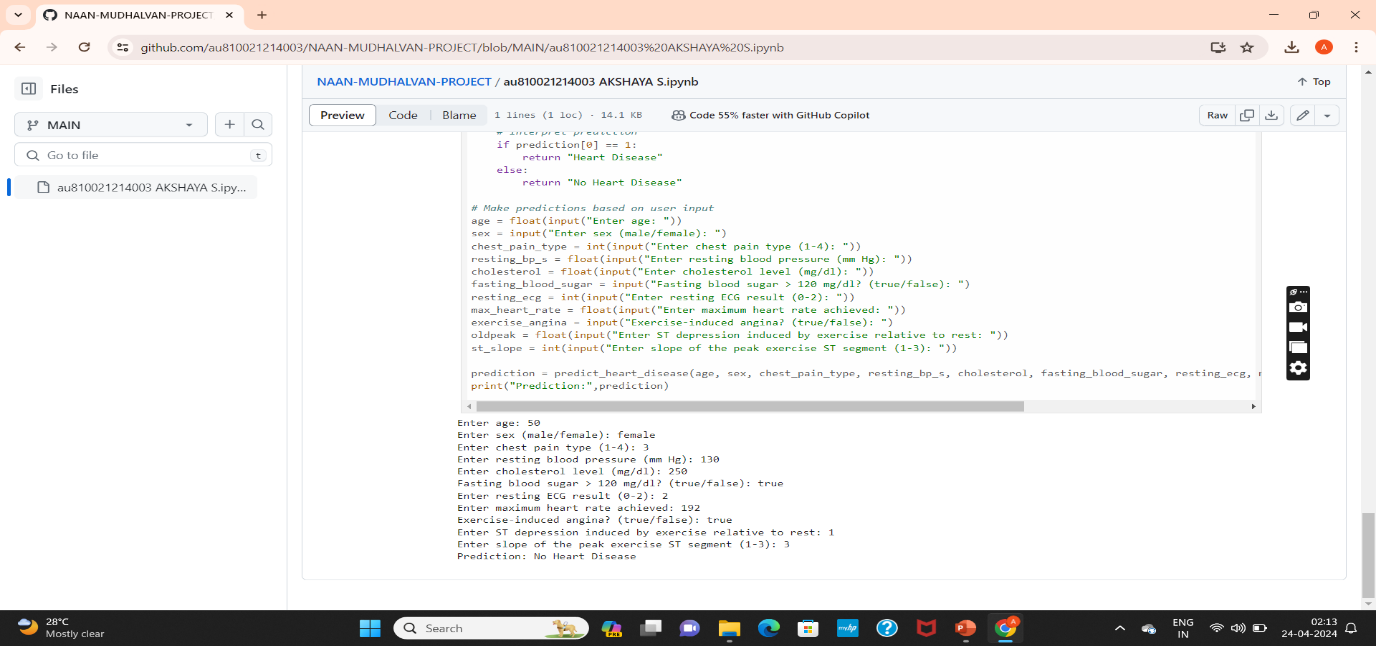 NAAN-MUDHALVAN-PROJECT
github.com/au810021214003/NAAN-MUDHALVAN-PROJECT/blob/MAIN/au810021214003%20AKSHAYA%20S.ipynb
A
Files
NAAN-MUDHALVAN-PROJECT / au810021214003 AKSHAYA S.ipynb
Top
MAIN
Preview Code Blame 1 lines (1 loc) · 14.1 KB Code 55% faster with GitHub Copilot
Raw
Go to file t
au810021214003 AKSHAYA S.ipy...
# Interpret prediction
if prediction[0] == 1:
return "Heart Disease"
else:
return "No Heart Disease"
# Make predictions based on user input
age = float(input("Enter age: "))
sex = input("Enter sex (male/female): ")
chest_pain_type = int(input("Enter chest pain type (1-4): "))
resting_bp_s = float(input("Enter resting blood pressure (mm Hg): "))
cholesterol = float(input("Enter cholesterol level (mg/dl): "))
fasting_blood_sugar = input("Fasting blood sugar > 120 mg/dl? (true/false): ")
resting_ecg = int(input("Enter resting ECG result (0-2): "))
max_heart_rate = float(input("Enter maximum heart rate achieved: "))
exercise_angina = input("Exercise-induced angina? (true/false): ")
oldpeak = float(input("Enter ST depression induced by exercise relative to rest: "))
st_slope = int(input("Enter slope of the peak exercise ST segment (1-3): "))
prediction = predict_heart_disease(age, sex, chest_pain_type, resting_bp_s, cholesterol, fasting_blood_sugar, resting_ecg,
print("Prediction:",prediction)
Enter age: 50
Enter sex (male/female): female
Enter chest pain type (1-4): 3
Enter resting blood pressure (mm Hg): 130
Enter cholesterol level (mg/dl): 250
Fasting blood sugar > 120 mg/dl? (true/false): true
Enter resting ECG result (0-2): 2
Enter maximum heart rate achieved: 192
Exercise-induced angina? (true/false): true
Enter ST depression induced by exercise relative to rest: 1
Enter slope of the peak exercise ST segment (1-3): 3
Prediction: No Heart Disease
28°C
Mostly clear
Search
PRE
myhp
ENG
IN
02:13
24-04-2024